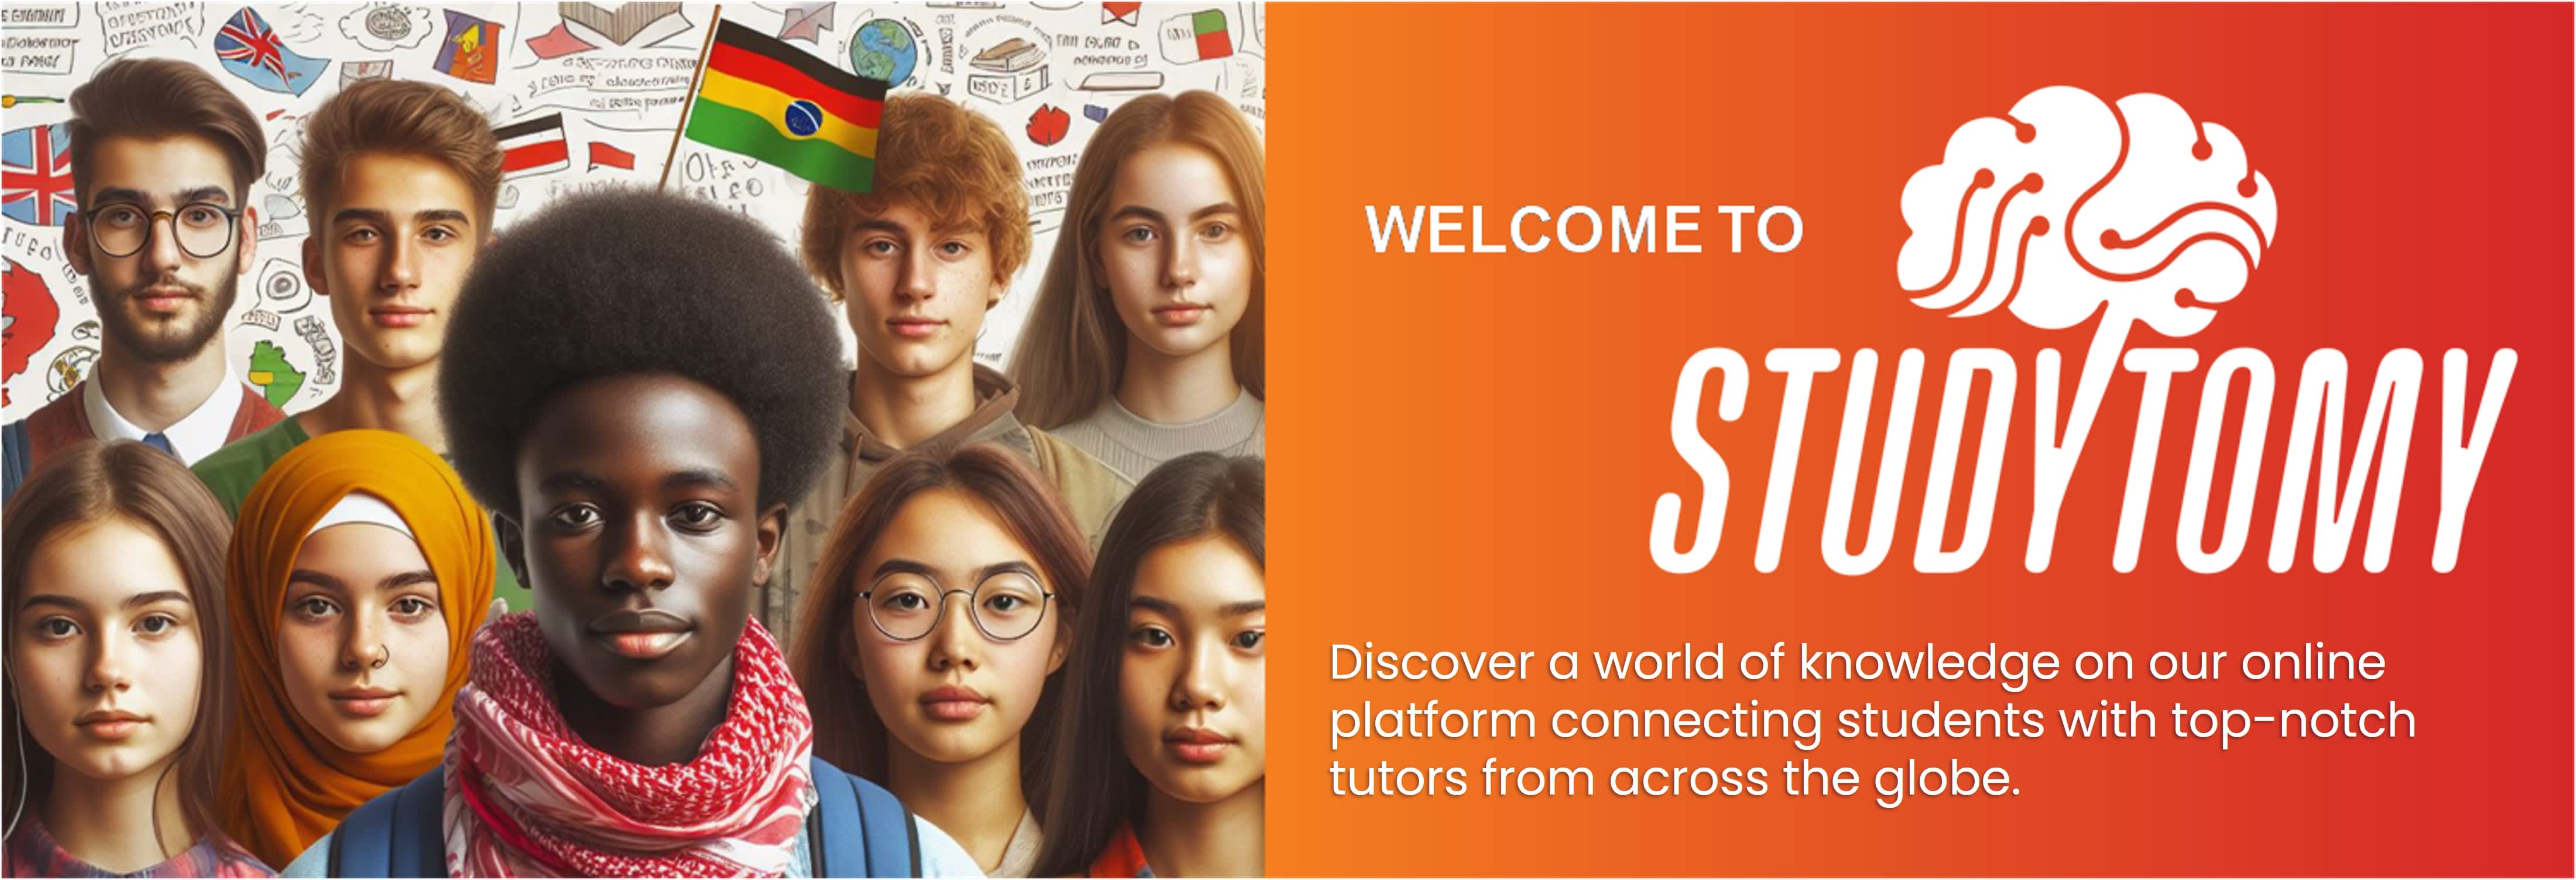 WELCOME TO
STUDYTOMY
Discover a world of knowledge on our online
platform connecting students with top-notch
tutors from across the globe.